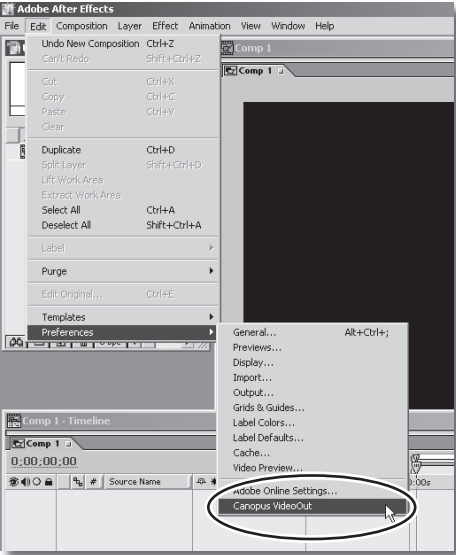 Adobe After Effects
File Edit Composition Layer Effect Animation View Window Help
Undo New Composition Ctrl+Z
Can't Redo Shift+Ctrl+Z
Cut Ctrl+X
Copy Ctrl+C
Paste Ctrl+V
Clear
Duplicate Ctrl+D
Split Layer Shift+Ctrl+D
Lift Work Area
Extract Work Area
Select All Ctrl+A
Deselect All Shift+Ctrl+A
Label
Purge
Edit Original... Ctrl+E
Templates
Preferences
Comp 1
Comp 1
General... Alt+Ctrl+;
Previews...
Display...
Import...
Output...
Grids & Guides...
Label Colors...
Label Defaults...
Cache...
Video Preview...
Adobe Online Settings...
Canopus VideoOut
Comp 1 - Timeline
Comp 1
0;00;00;00
# Source Name